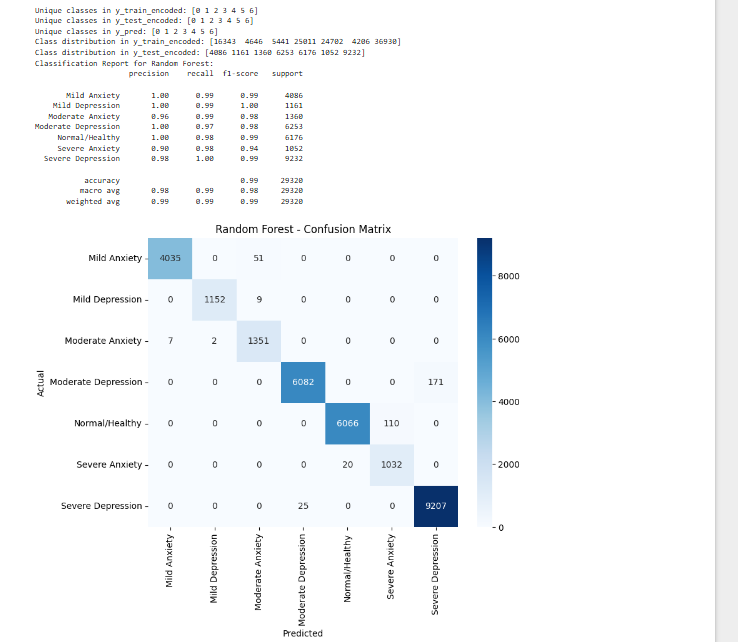 Unique classes in y_train_encoded: [0 1 2 3 4 5 6]
Unique classes in y_test_encoded: [0 1 2 3 4 5 6]
Unique classes in y_pred: [0 1 2 3 4 5 6]
Class distribution in y_train_encoded: [16343  4646  5441 25011 24702  4206 36930]
Class distribution in y_test_encoded: [4086 1161 1360 6253 6176 1052 9232]
Classification Report for Random Forest:
precision recall f1-score support
Mild Anxiety 1.00 0.99 0.99 4086
Mild Depression 1.00 0.99 1.00 1161
Moderate Anxiety 0.96 0.99 0.98 1360
Moderate Depression 1.00 0.97 0.98 6253
Normal/Healthy 1.00 0.98 0.99 6176
Severe Anxiety 0.90 0.98 0.94 1052
Severe Depression 0.98 1.00 0.99 9232
accuracy 0.99 29320
macro avg 0.98 0.99 0.98 29320
weighted avg 0.99 0.99 0.99 29320
Random Forest - Confusion Matrix
Mild Anxiety 4035 0 51 0 0 0 0
Mild Depression 0 1152 9 0 0 0 0
Moderate Anxiety 7 2 1351 0 0 0 0
Moderate Depression 0 0 0 6082 0 0 171
Normal/Healthy 0 0 0 0 6066 110 0
Severe Anxiety 0 0 0 0 20 1032 0
Severe Depression 0 0 0 25 0 0 9207
Actual
Mild Anxiety
Mild Depression
Moderate Anxiety
Moderate Depression
Normal/Healthy
Severe Anxiety
Severe Depression
Predicted
8000
6000
4000
2000
0